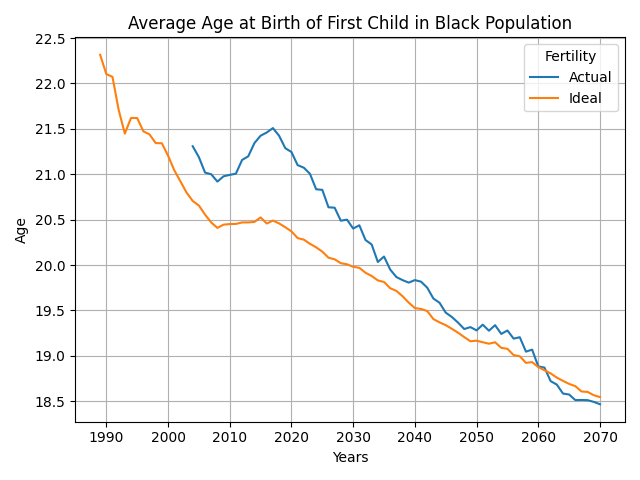 Average Age at Birth of First Child in Black Population
Fertility
Actual
Ideal
22.5
22.0
21.5
21.0
20.5
20.0
19.5
19.0
18.5
Age
1990 2000 2010 2020 2030 2040 2050 2060 2070
Years